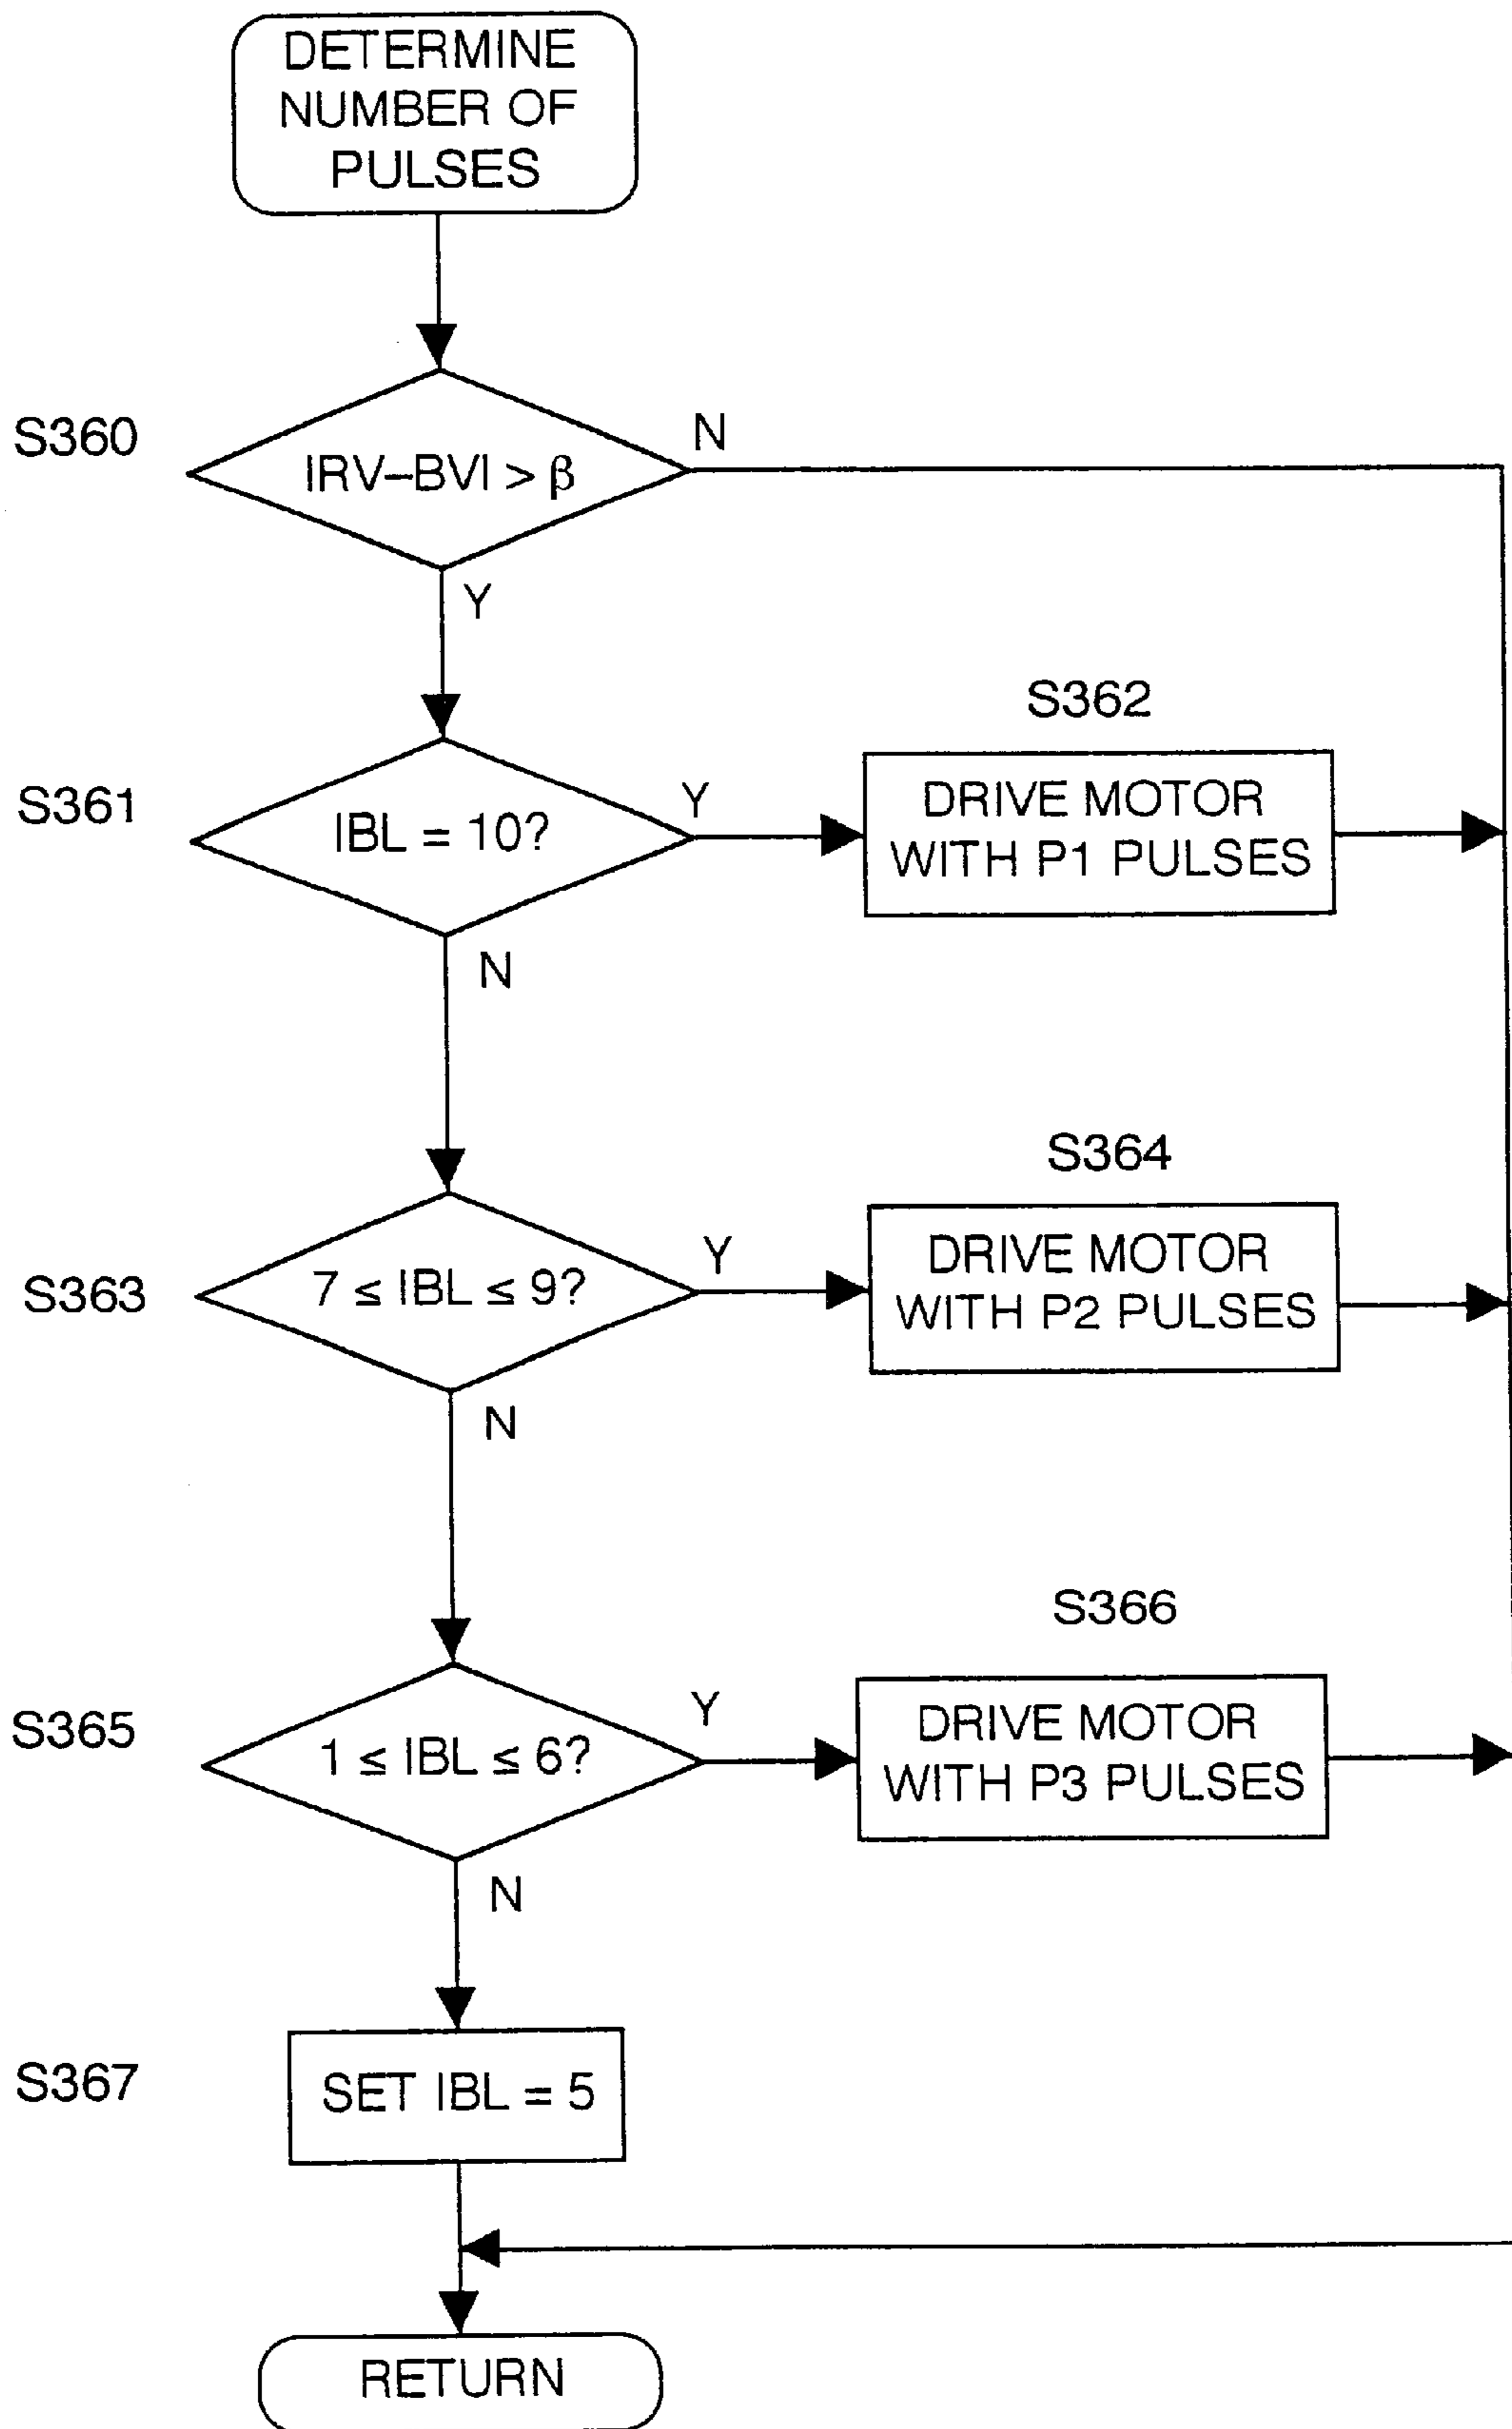 DETERMINE
NUMBER OF
PULSES
S360
IRV–BVI > β
N
Y
S362
S361
IBL = 10?
Y
DRIVE MOTOR
WITH P1 PULSES
N
S364
S363
7 ≤ IBL ≤ 9?
Y
DRIVE MOTOR
WITH P2 PULSES
N
S366
S365
1 ≤ IBL ≤ 6?
Y
DRIVE MOTOR
WITH P3 PULSES
N
S367
SET IBL = 5
RETURN